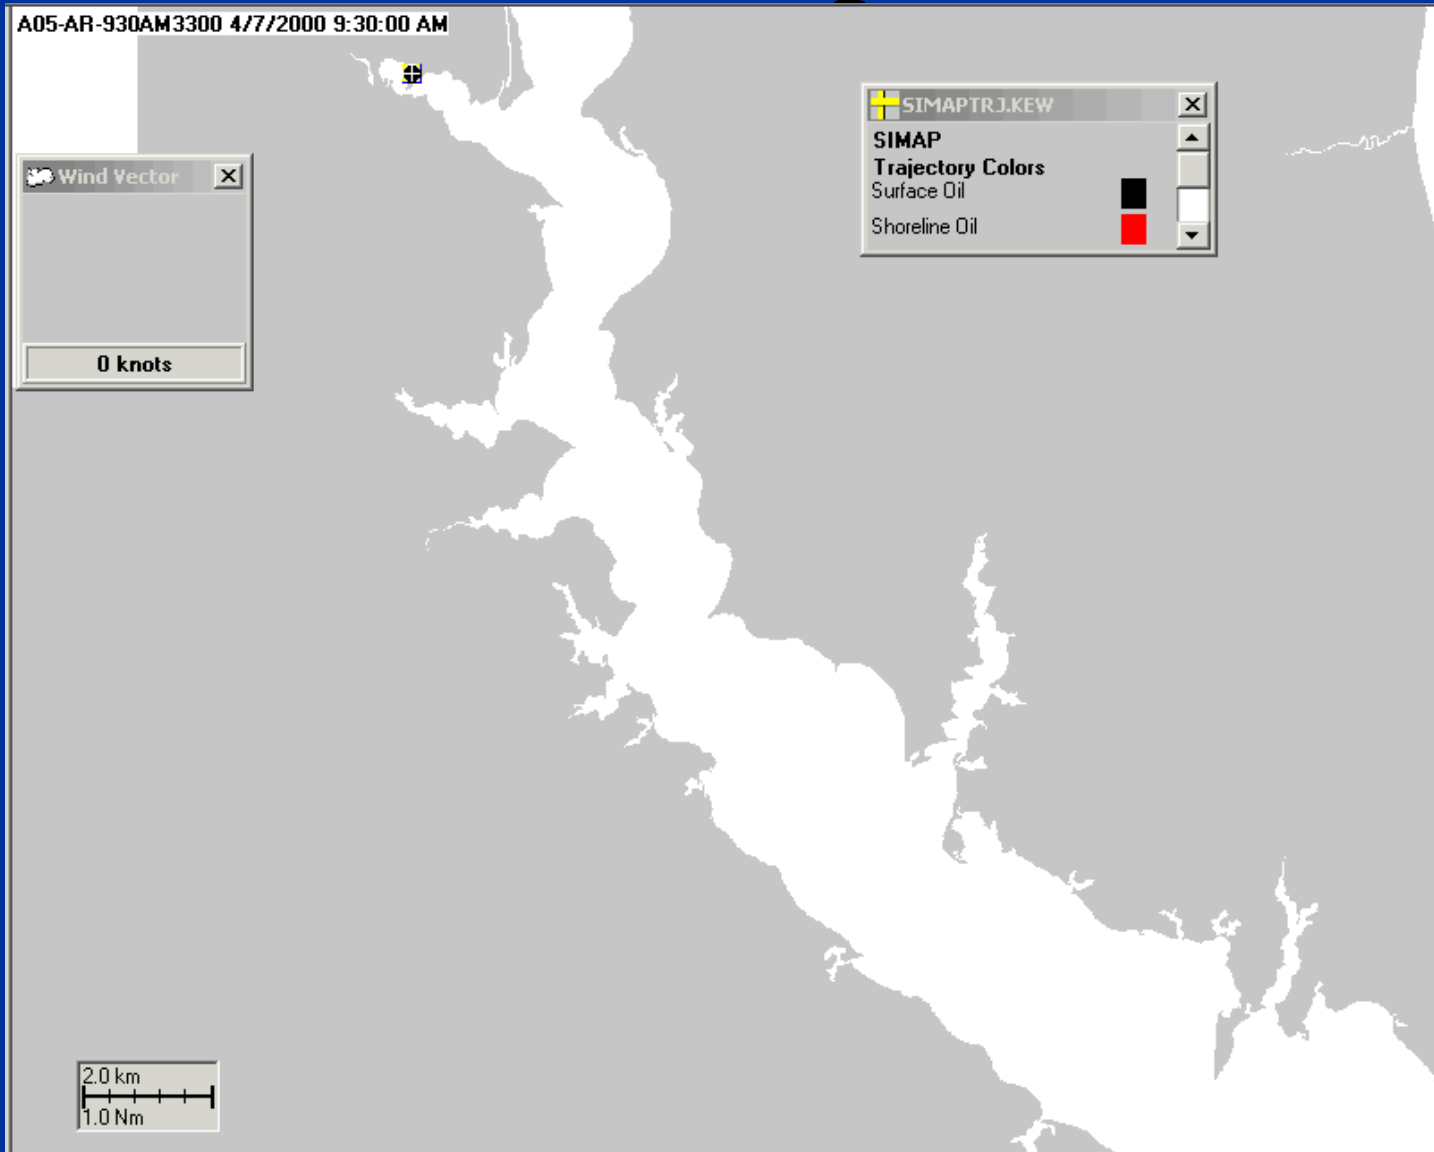 A05-AR-930AM3300 4/7/2000 9:30:00 AM
SIMAPTRJ.KEW
SIMAP
Trajectory Colors
Surface Oil
Shoreline Oil
Wind Vector
0 knots
2.0 km
1.0 Nm